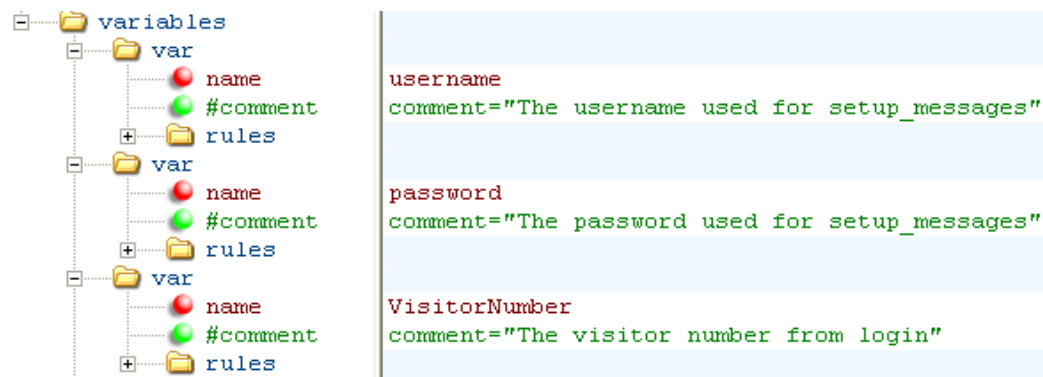 variables
var
name username
#comment comment="The username used for setup_messages"
rules
var
name password
#comment comment="The password used for setup_messages"
rules
var
name VisitorNumber
#comment comment="The visitor number from login"
rules